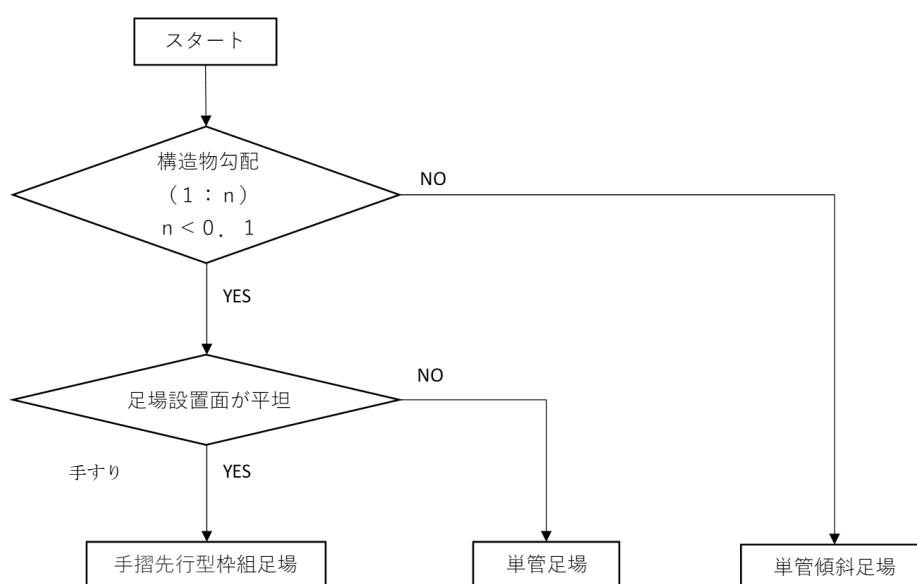 スタート
構造物勾配
(１：ｎ)
ｎ＜０．１
NO
YES
足場設置面が平坦
NO
手すり
YES
手摺先行型枠組足場
単管足場
単管傾斜足場